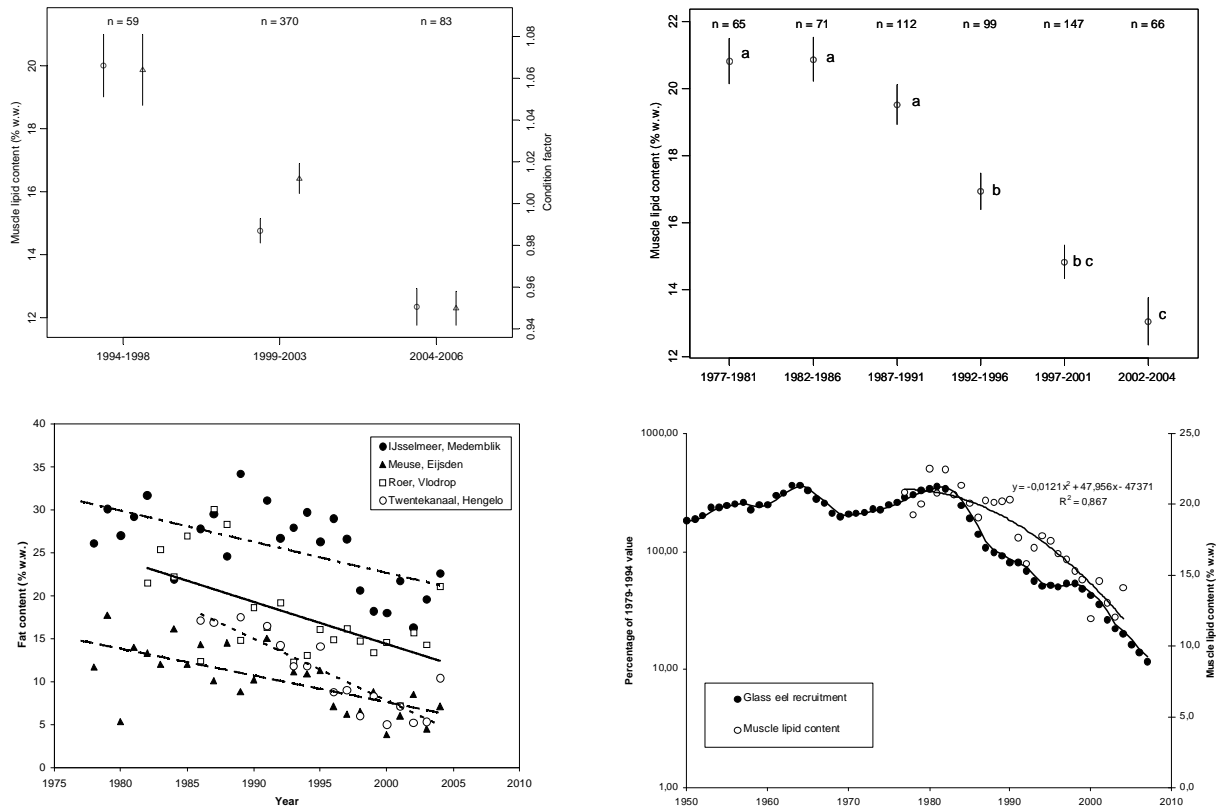 n = 59 n = 370 n = 83
Muscle lipid content (% w.w.)
20
18
16
14
12
1.08
1.06
1.04
1.02
1.00
0.98
0.96
0.94
Condition factor
1994-1998 1999-2003 2004-2006
n = 65 n = 71 n = 112 n = 99 n = 147 n = 66
Muscle lipid content (% w.w.)
22
20
18
16
14
12
a
a
a
b
b c
c
1977-1981 1982-1986 1987-1991 1992-1996 1997-2001 2002-2004
Fat content (% w.w.)
40
35
30
25
20
15
10
5
0
IJsselmeer, Medemblik
Meuse, Eijsden
Roer, Vlodrop
Twentekanaal, Hengelo
1975 1980 1985 1990 1995 2000 2005 2010
Year
Percentage of 1979-1994 value
1000,00
100,00
10,00
1,00
y = -0,0121x² + 47,956x - 47371
R² = 0,867
Glass eel recruitment
Muscle lipid content
25,0
20,0
15,0
10,0
5,0
0,0
Muscle lipid content (% w.w.)
1950 1960 1970 1980 1990 2000 2010